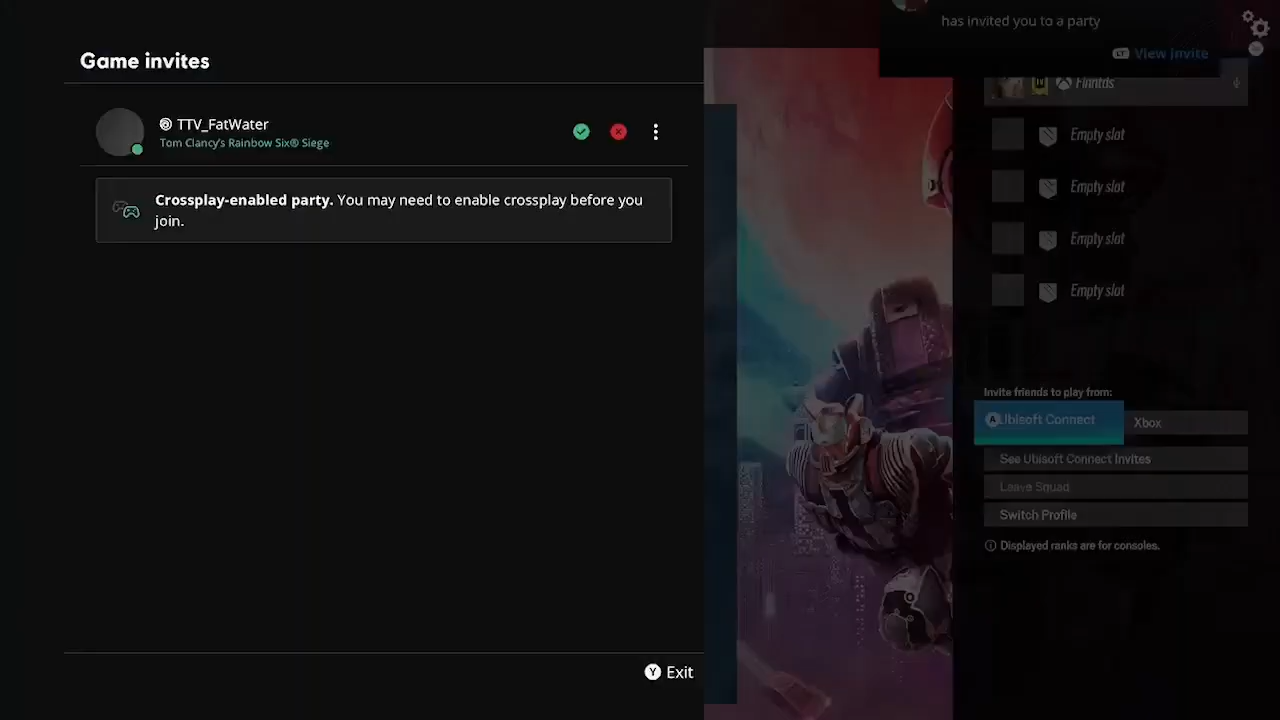 Game invites
TTV_FatWater
Tom Clancy's Rainbow Six® Siege
Crossplay-enabled party. You may need to enable crossplay before you
join.
Y Exit
has invited you to a party
LT View Invite
Finntds
Empty slot
Empty slot
Empty slot
Empty slot
Invite friends to play from:
A Ubisoft Connect
Xbox
See Ubisoft Connect Invites
Leave Squad
Switch Profile
Displayed ranks are for consoles.